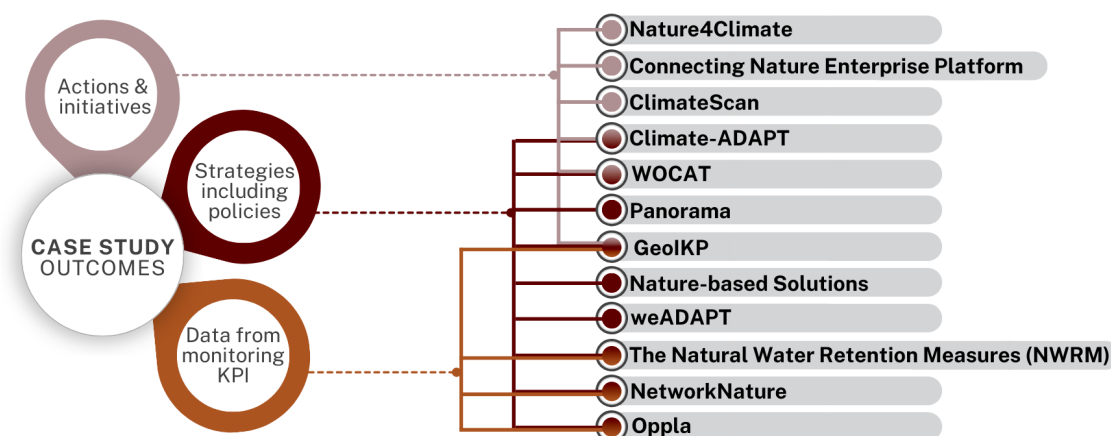 Actions &
initiatives
Strategies
including
policies
CASE STUDY
OUTCOMES
Data from
monitoring
KPI
Nature4Climate
Connecting Nature Enterprise Platform
ClimateScan
Climate-ADAPT
WOCAT
Panorama
GeoIKP
Nature-based Solutions
weADAPT
The Natural Water Retention Measures (NWRM)
NetworkNature
Oppla